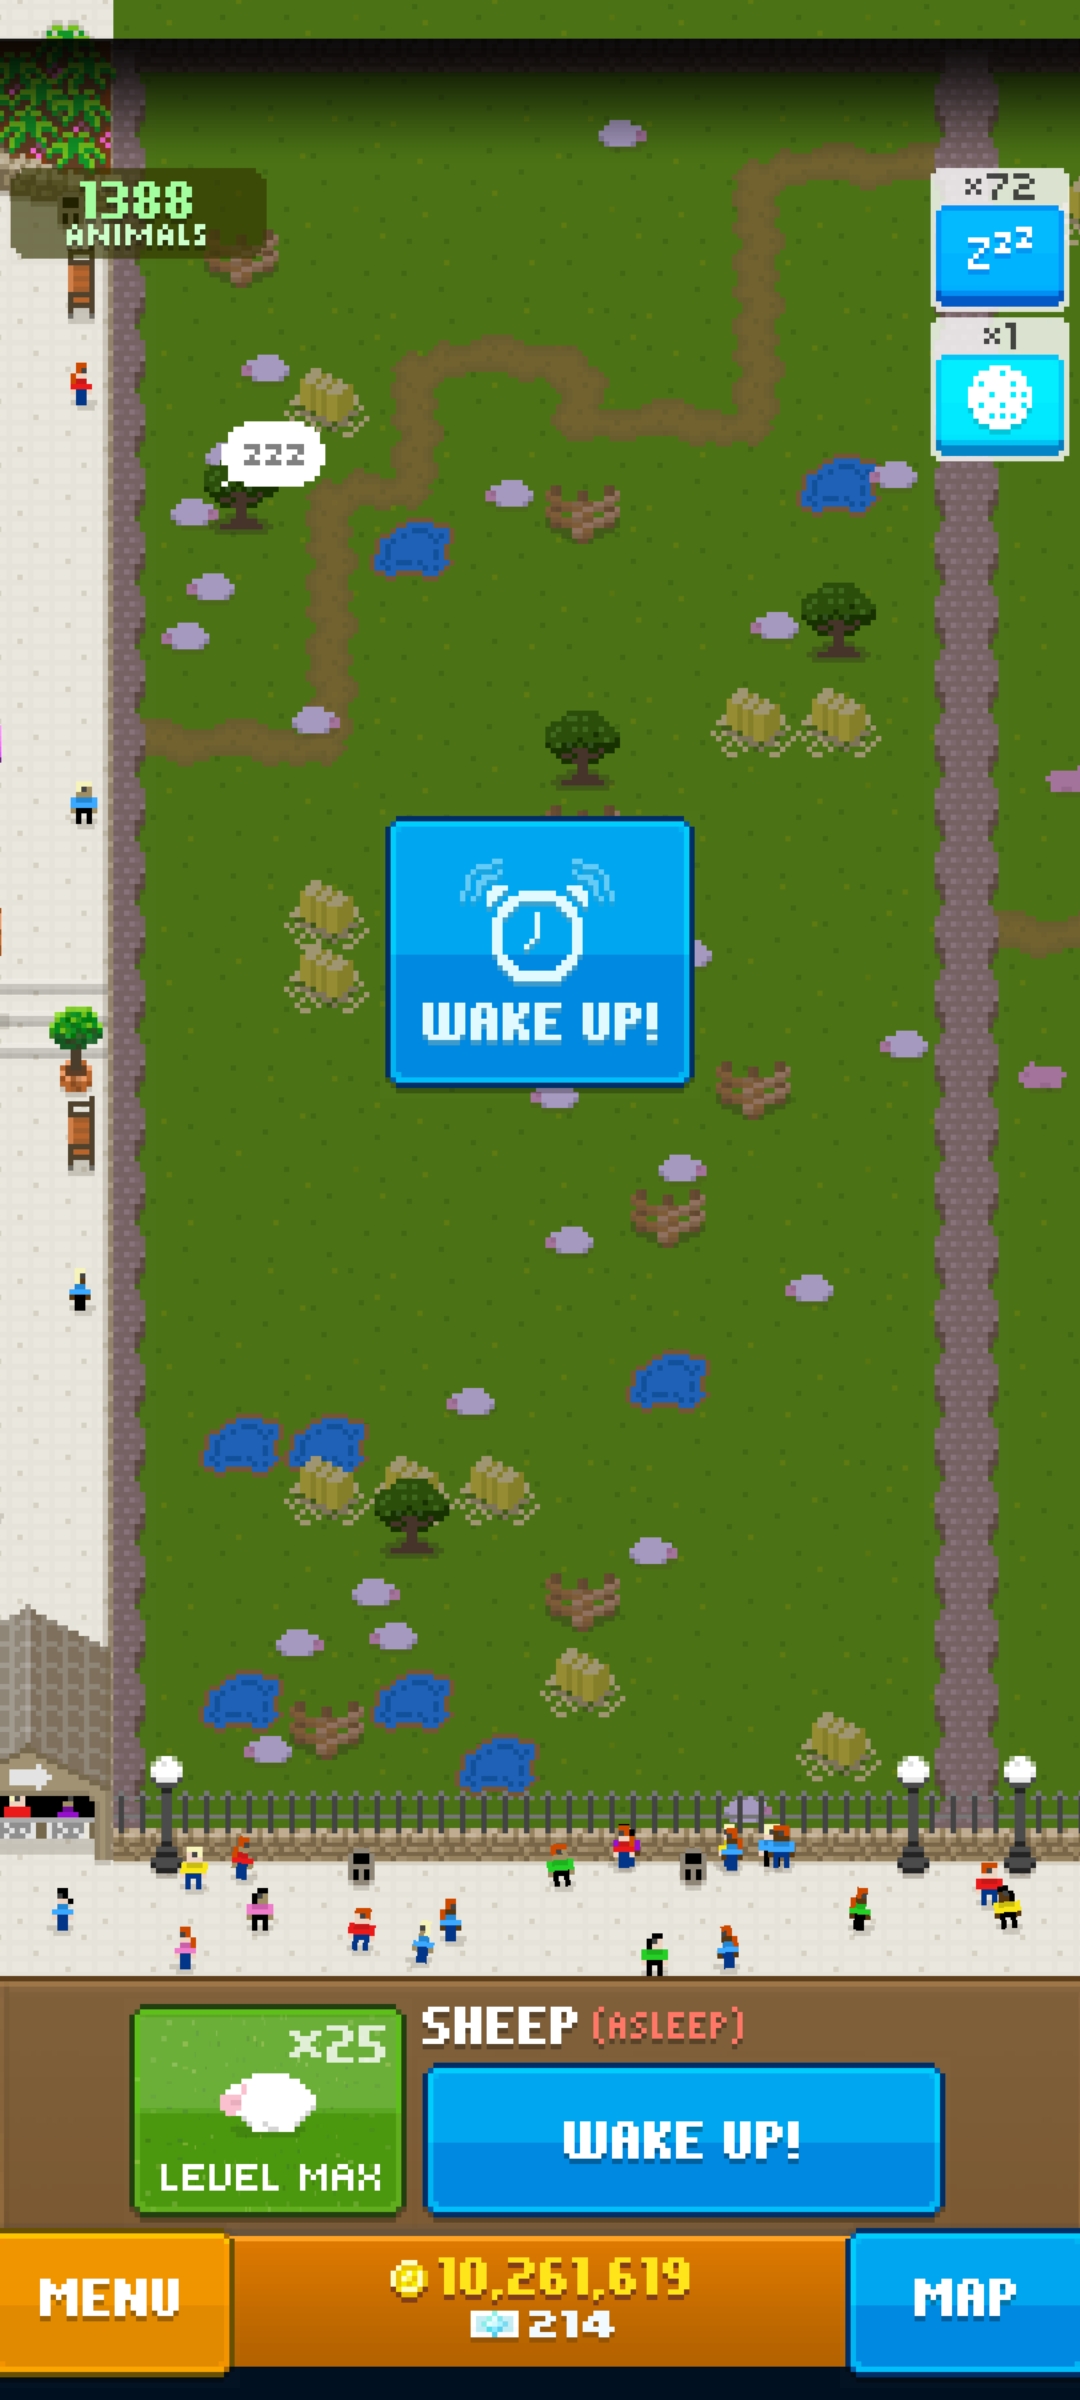 1388
ANIMALS
x72
zzz
x1
zzz
WAKE UP!
x25
LEVEL MAX
SHEEP (ASLEEP)
WAKE UP!
MENU
10,261,619
214
MAP